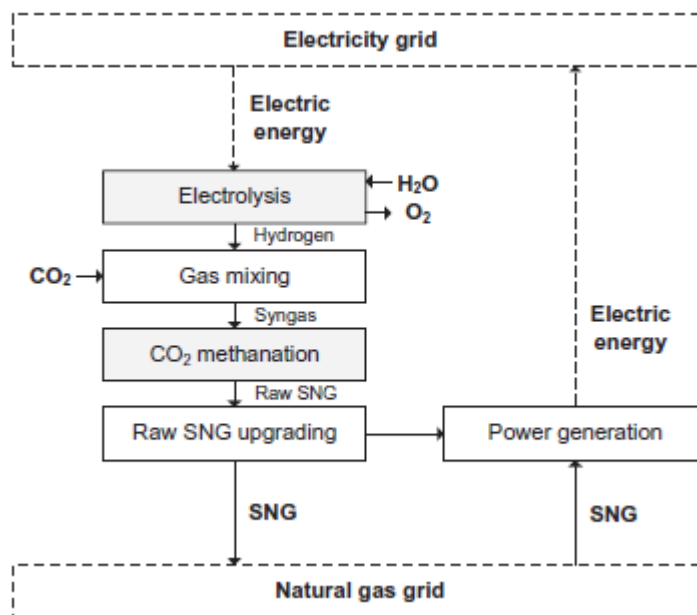 Electricity grid
Electric
energy
Electrolysis
H₂O
O₂
Hydrogen
CO₂
Gas mixing
Syngas
CO₂ methanation
Raw SNG
Raw SNG upgrading
Power generation
Electric
energy
SNG
SNG
Natural gas grid